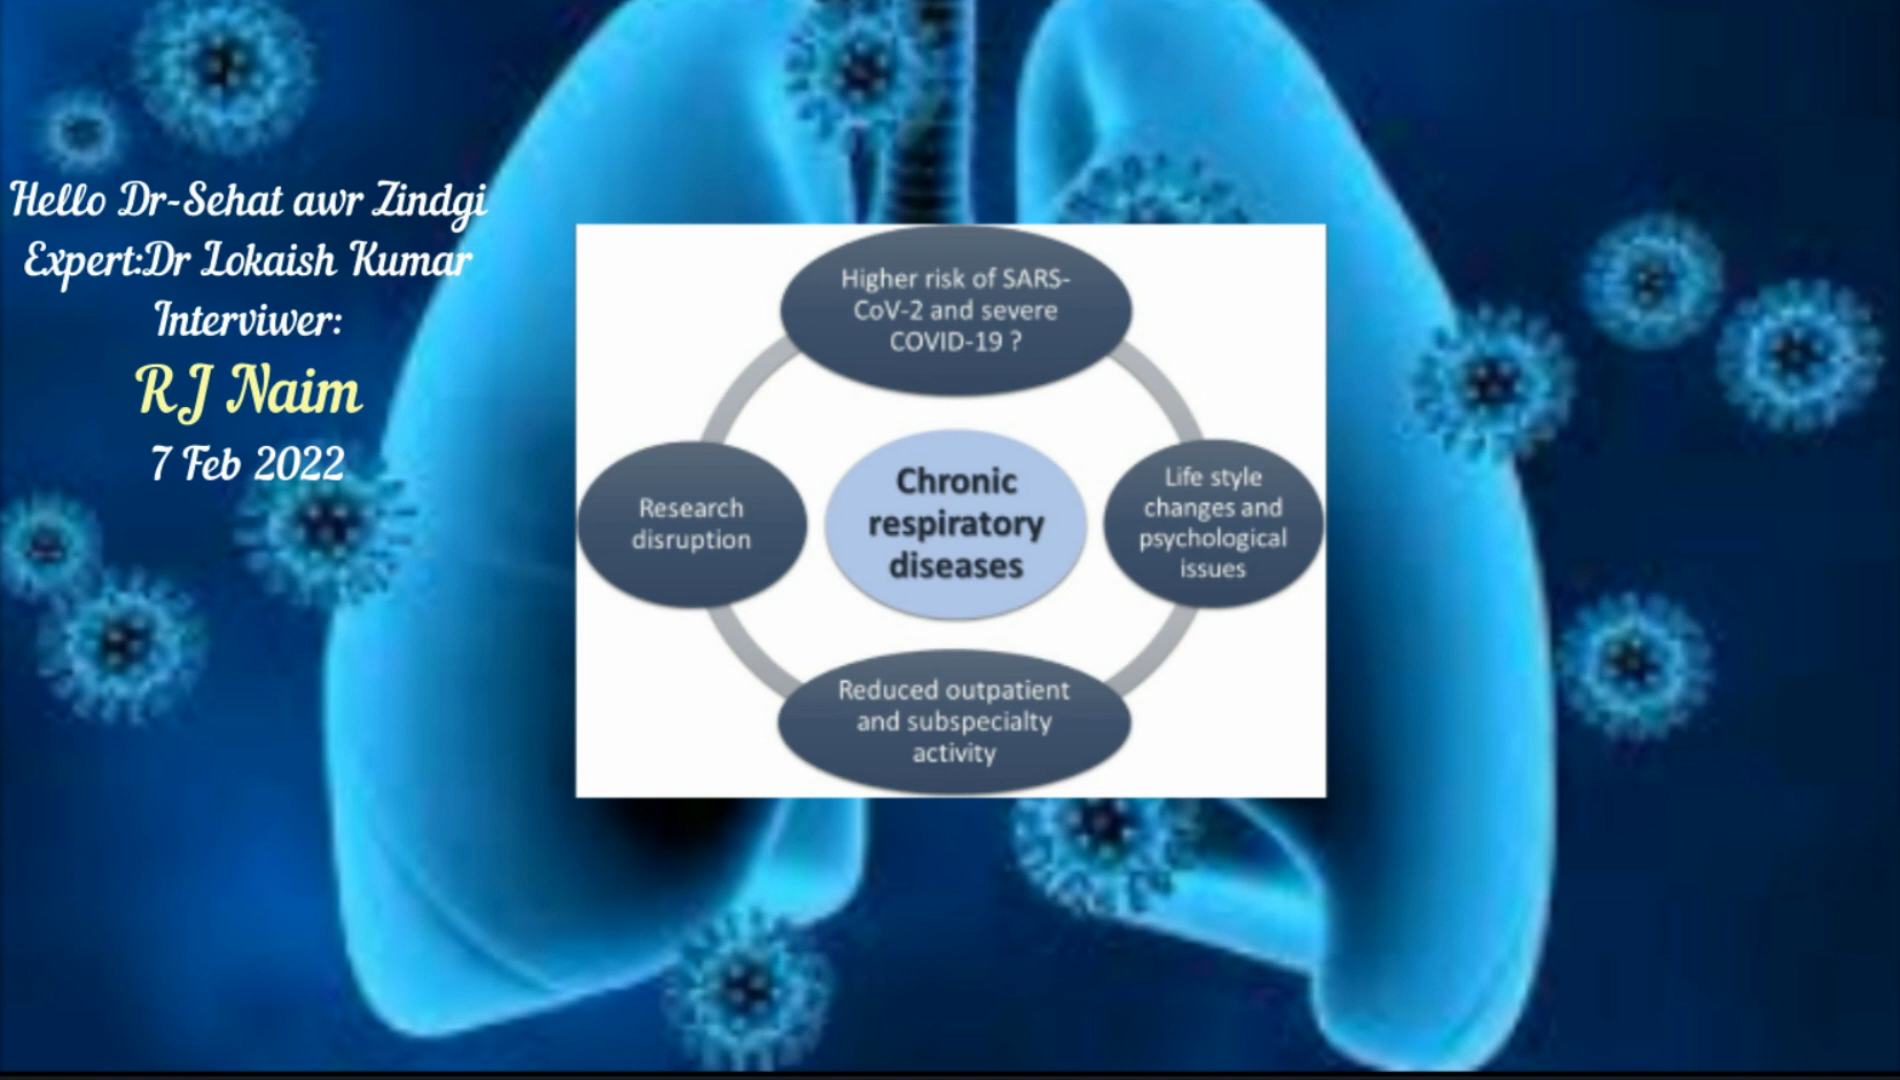 Hello Dr-Sehat awr Zindgi
Expert:Dr Lokaish Kumar
Interviwer:
RJ Naim
7 Feb 2022
Higher risk of SARS-
CoV-2 and severe
COVID-19 ?
Research
disruption
Chronic
respiratory
diseases
Life style
changes and
psychological
issues
Reduced outpatient
and subspecialty
activity